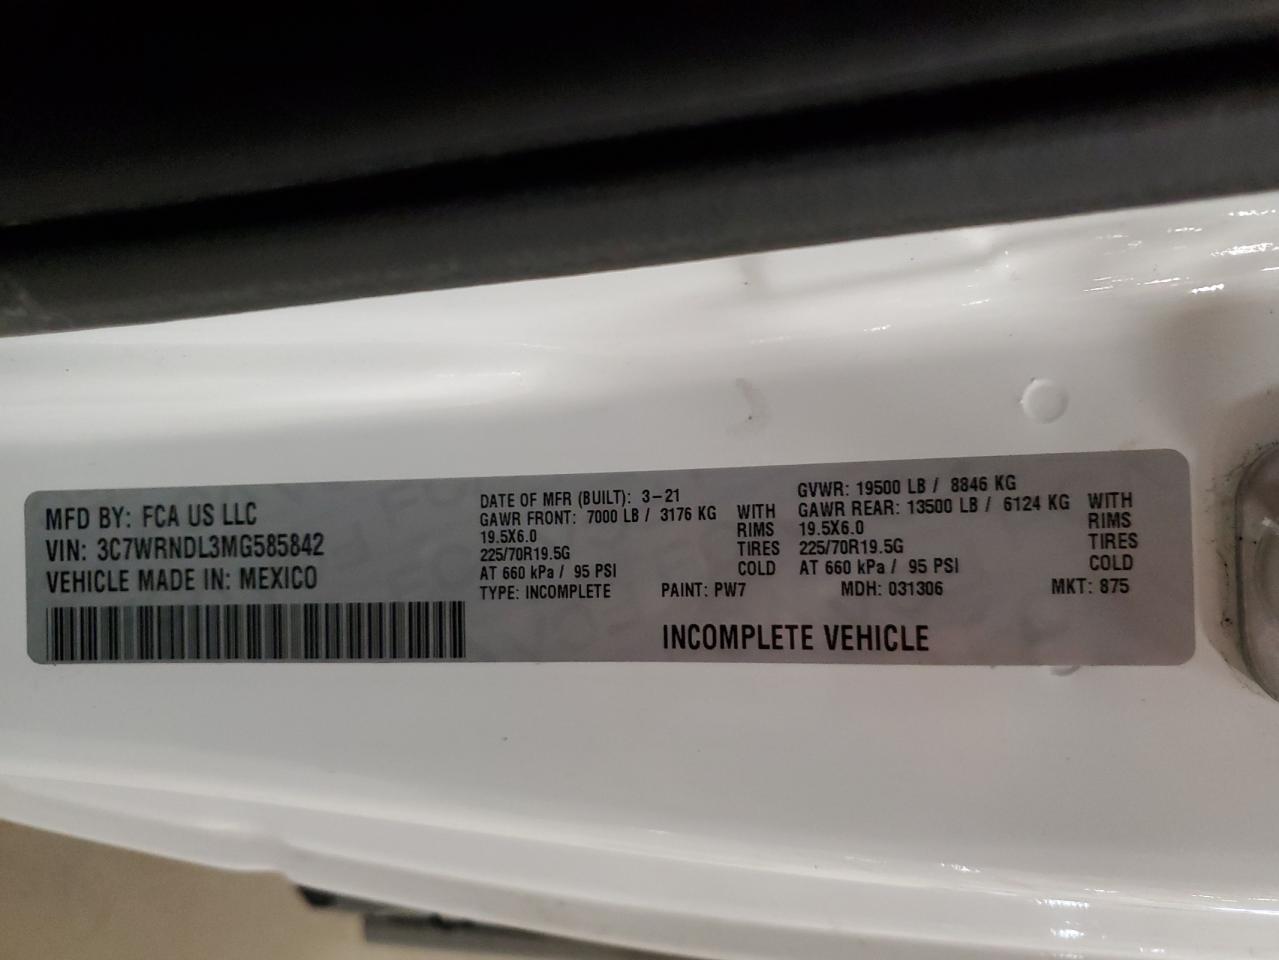 MFD BY: FCA US LLC
VIN: 3C7WRNDL3MG585842
VEHICLE MADE IN: MEXICO
DATE OF MFR (BUILT): 3-21
GAWR FRONT: 7000 LB / 3176 KG WITH
19.5X6.0 RIMS
225/70R19.5G TIRES
AT 660 kPa / 95 PSI COLD
GVWR: 19500 LB / 8846 KG
GAWR REAR: 13500 LB / 6124 KG WITH
19.5X6.0 RIMS
225/70R19.5G TIRES
AT 660 kPa / 95 PSI COLD
TYPE: INCOMPLETE PAINT: PW7 MDH: 031306 MKT: 875
INCOMPLETE VEHICLE